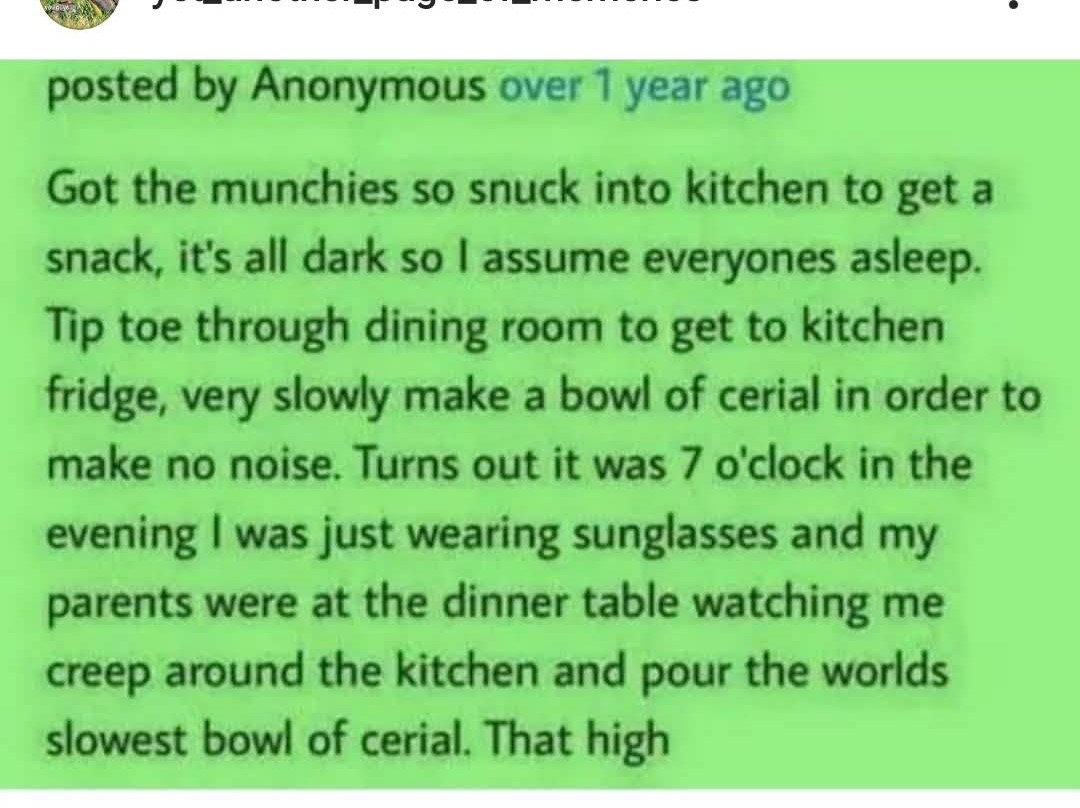 posted by Anonymous over 1 year ago
Got the munchies so snuck into kitchen to get a
snack, it's all dark so I assume everyones asleep.
Tip toe through dining room to get to kitchen
fridge, very slowly make a bowl of cerial in order to
make no noise. Turns out it was 7 o'clock in the
evening I was just wearing sunglasses and my
parents were at the dinner table watching me
creep around the kitchen and pour the worlds
slowest bowl of cerial. That high